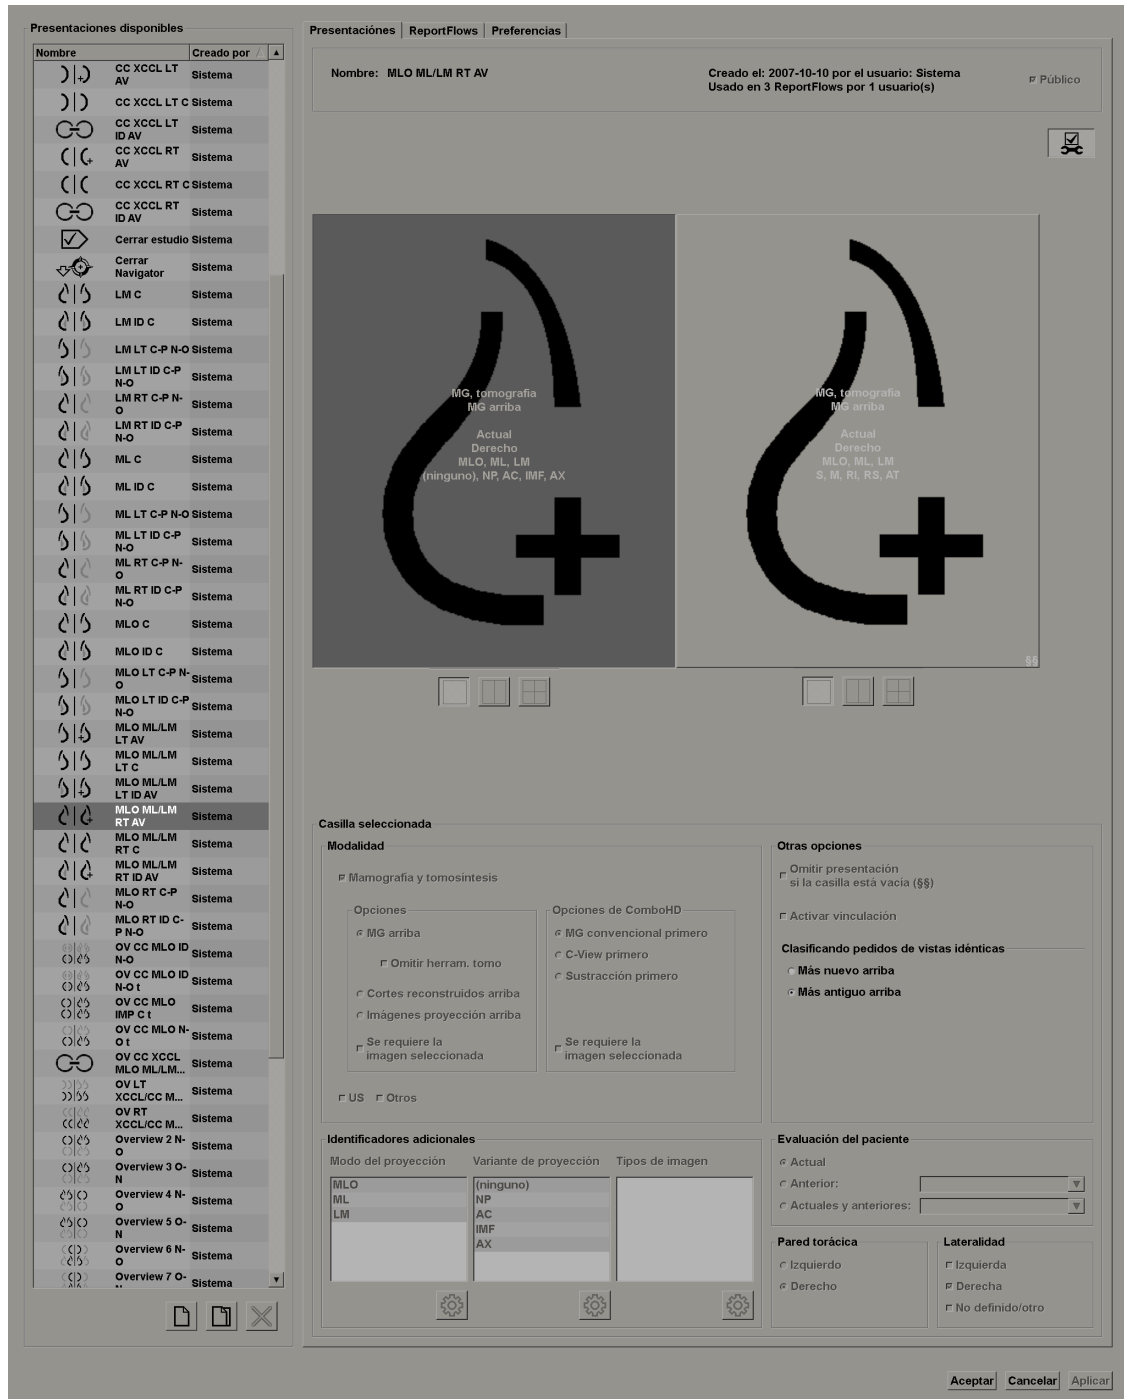 Presentaciones disponibles
Nombre
Creado por
CC XCCL LT
AV
CC XCCL LT C Sistema
CC XCCL LT
ID AV
Sistema
CC XCCL RT
AV
Sistema
CC XCCL RT C Sistema
CC XCCL RT
ID AV
Sistema
Cerrar estudio Sistema
Cerrar
Navigator
Sistema
LM C
Sistema
LM ID C
Sistema
LM LT C-P N-O Sistema
LM LT ID C-P
N-O
Sistema
LM RT C-P N-
O
Sistema
LM RT ID C-P
N-O
Sistema
ML C
Sistema
ML ID C
Sistema
ML LT C-P N-O Sistema
ML LT ID C-P
N-O
Sistema
ML RT C-P N-
O
Sistema
ML RT ID C-P
N-O
Sistema
MLO C
Sistema
MLO ID C
Sistema
MLO LT C-P N-
O
Sistema
MLO LT ID C-P
N-O
Sistema
MLO ML/LM
LT AV
Sistema
MLO ML/LM
LT C
Sistema
MLO ML/LM
LT ID AV
Sistema
MLO ML/LM
RT AV
Sistema
MLO ML/LM
RT C
Sistema
MLO ML/LM
RT ID AV
Sistema
MLO RT C-P
N-O
Sistema
MLO RT ID C-
P N-O
Sistema
OV CC MLO ID
N-O
Sistema
OV CC MLO ID
N-O t
Sistema
OV CC MLO
IMP C t
Sistema
OV CC MLO N-
O t
Sistema
OV CC XCCL
MLO ML/LM...
Sistema
OV LT
XCCL/CC M...
Sistema
OV RT
XCCL/CC M...
Sistema
Overview 2 N-
O
Sistema
Overview 3 O-
N
Sistema
Overview 4 N-
O
Sistema
Overview 5 O-
N
Sistema
Overview 6 N-
O
Sistema
Overview 7 O-
Sistema
Presentaciónes
ReportFlows
Preferencias
Nombre: MLO ML/LM RT AV
Creado el: 2007-10-10 por el usuario: Sistema
Usado en 3 ReportFlows por 1 usuario(s)
Público
MG, tomografia
MG arriba
Actual
Derecho
MLO, ML, LM
(ninguno), NP, AC, IMF, AX
MG, tomografia
MG arriba
Actual
Derecho
MLO, ML, LM
S, M, RI, RS, AT
§§
Casilla seleccionada
Modalidad
Mamografía y tomosíntesis
Opciones
MG arriba
Omitir herram. tomo
Cortes reconstruidos arriba
Imágenes proyección arriba
Se requiere la
imagen seleccionada
Opciones de ComboHD
MG convencional primero
C-View primero
Sustracción primero
Se requiere la
imagen seleccionada
US
Otros
Otras opciones
Omitir presentación
si la casilla está vacía (§§)
Activar vinculación
Clasificando pedidos de vistas idénticas
Más nuevo arriba
Más antiguo arriba
Identificadores adicionales
Modo del proyección
MLO
ML
LM
Variante de proyección
(ninguno)
NP
AC
IMF
AX
Tipos de imagen
Evaluación del paciente
Actual
Anterior:
Actuales y anteriores:
Pared torácica
Izquierdo
Derecho
Lateralidad
Izquierda
Derecha
No definido/otro
Aceptar
Cancelar
Aplicar